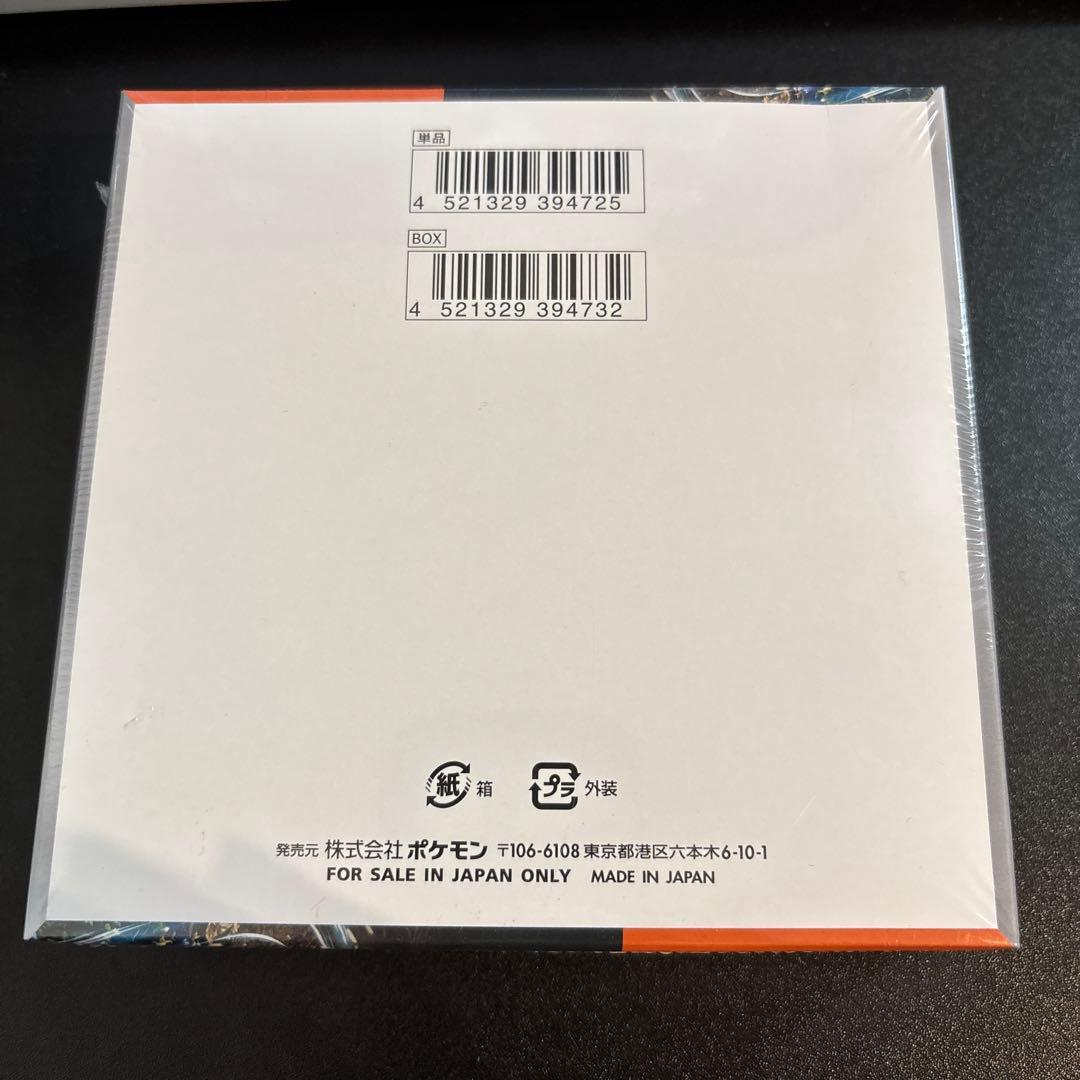 単品
4 521329 394725
BOX
4 521329 394732
紙 箱 プラ 外装
発売元 株式会社 ポケモン 〒106-6108 東京都港区六本木6-10-1
FOR SALE IN JAPAN ONLY MADE IN JAPAN